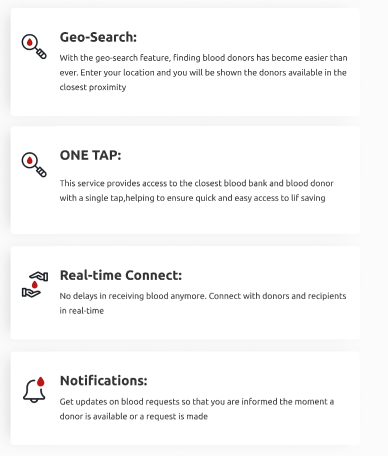 Geo-Search:
With the geo-search feature, finding blood donors has become easier than
ever. Enter your location and you will be shown the donors available in the
closest proximity
ONE TAP:
This service provides access to the closest blood bank and blood donor
with a single tap,helping to ensure quick and easy access to lif saving
Real-time Connect:
No delays in receiving blood anymore. Connect with donors and recipients
in real-time
Notifications:
Get updates on blood requests so that you are informed the moment a
donor is available or a request is made